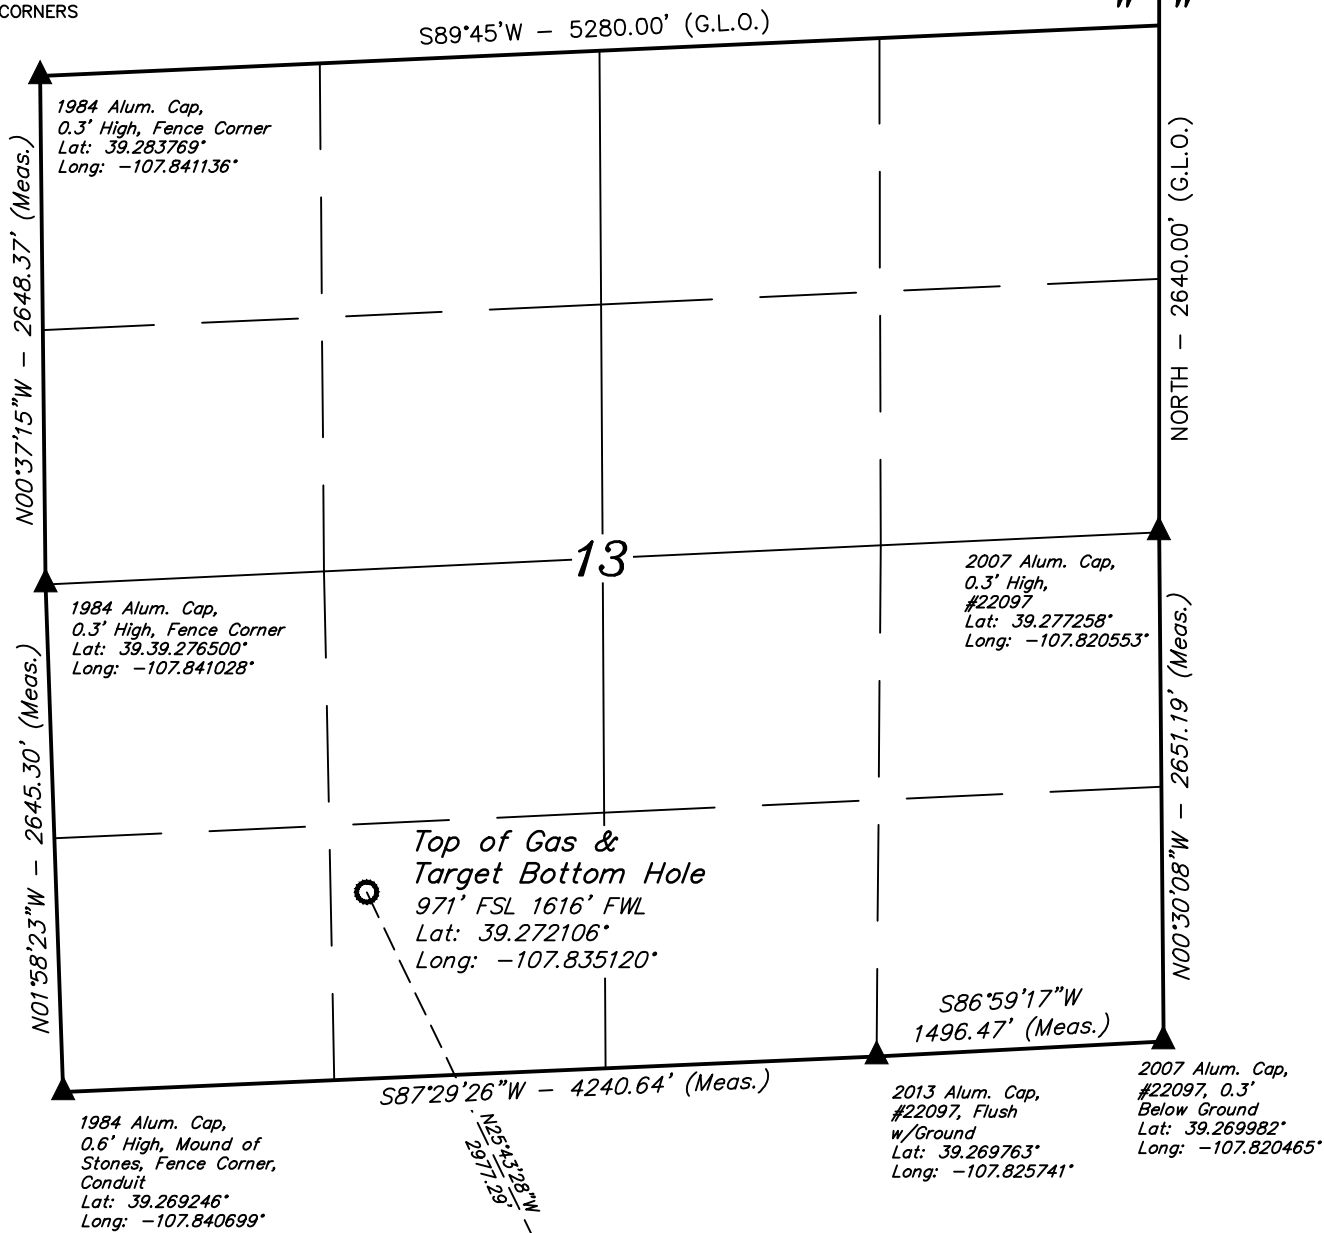 CORNERS
S89°45'W – 5280.00' (G.L.O.)
1984 Alum. Cap,
0.3' High, Fence Corner
Lat: 39.283769°
Long: –107.841136°
N00°37'15"W – 2648.37' (Meas.)
NORTH – 2640.00' (G.L.O.)
13
1984 Alum. Cap,
0.3' High, Fence Corner
Lat: 39.39.276500°
Long: –107.841028°
2007 Alum. Cap,
0.3' High,
#22097
Lat: 39.277258°
Long: –107.820553°
N01°58'23"W – 2645.30' (Meas.)
N00°30'08"W – 2651.19' (Meas.)
Top of Gas &
Target Bottom Hole
971' FSL 1616' FWL
Lat: 39.272106°
Long: –107.835120°
S86°59'17"W
1496.47' (Meas.)
S87°29'26"W – 4240.64' (Meas.)
N25°43'28"W
2977.29'
1984 Alum. Cap,
0.6' High, Mound of
Stones, Fence Corner,
Conduit
Lat: 39.269246°
Long: –107.840699°
2013 Alum. Cap,
#22097, Flush
w/Ground
Lat: 39.269763°
Long: –107.825741°
2007 Alum. Cap,
#22097, 0.3'
Below Ground
Lat: 39.269982°
Long: –107.820465°